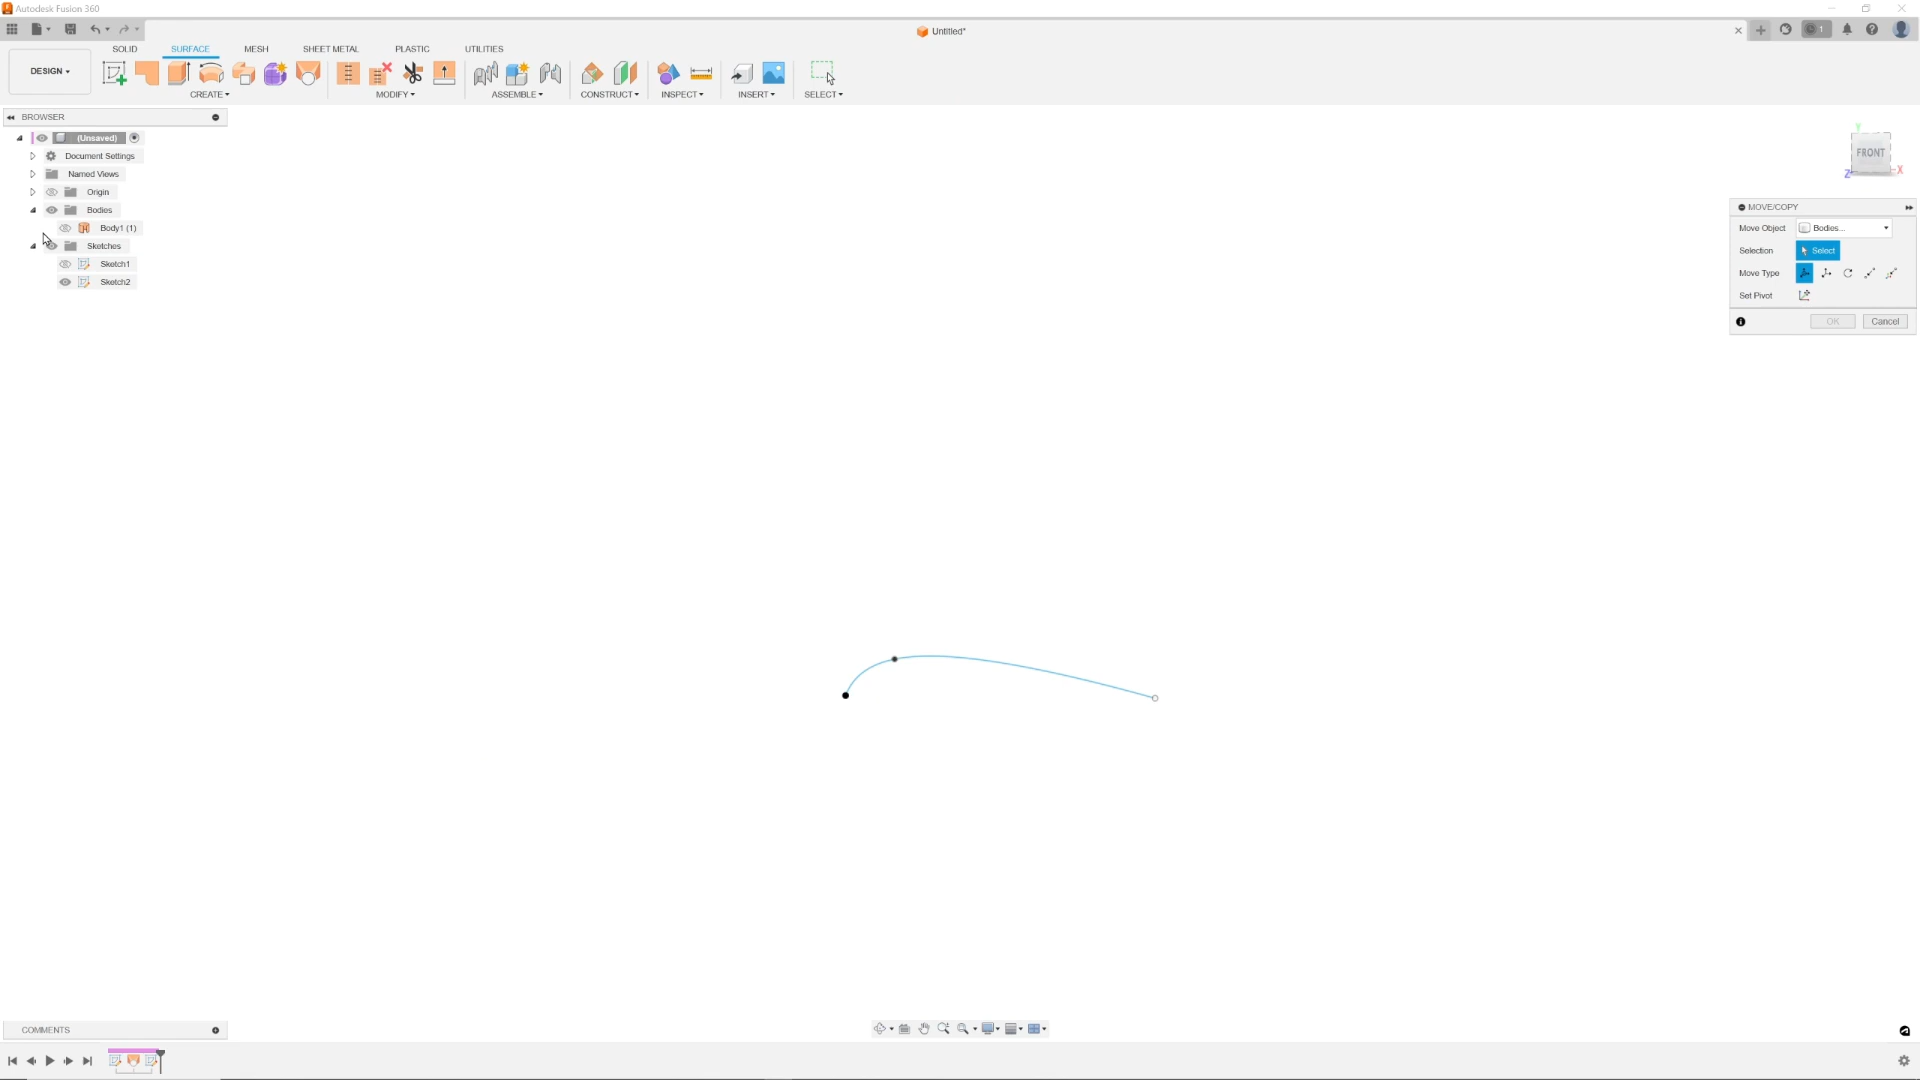 Autodesk Fusion 360
Untitled*
1
SOLID
SURFACE
MESH
SHEET METAL
PLASTIC
UTILITIES
DESIGN
CREATE
MODIFY
ASSEMBLE
CONSTRUCT
INSPECT
INSERT
SELECT
BROWSER
(Unsaved)
Document Settings
Named Views
Origin
Bodies
Body1 (1)
Sketches
Sketch1
Sketch2
Y
FRONT
X
Z
MOVE/COPY
Move Object
Bodies...
Selection
Select
Move Type
Set Pivot
OK
Cancel
COMMENTS